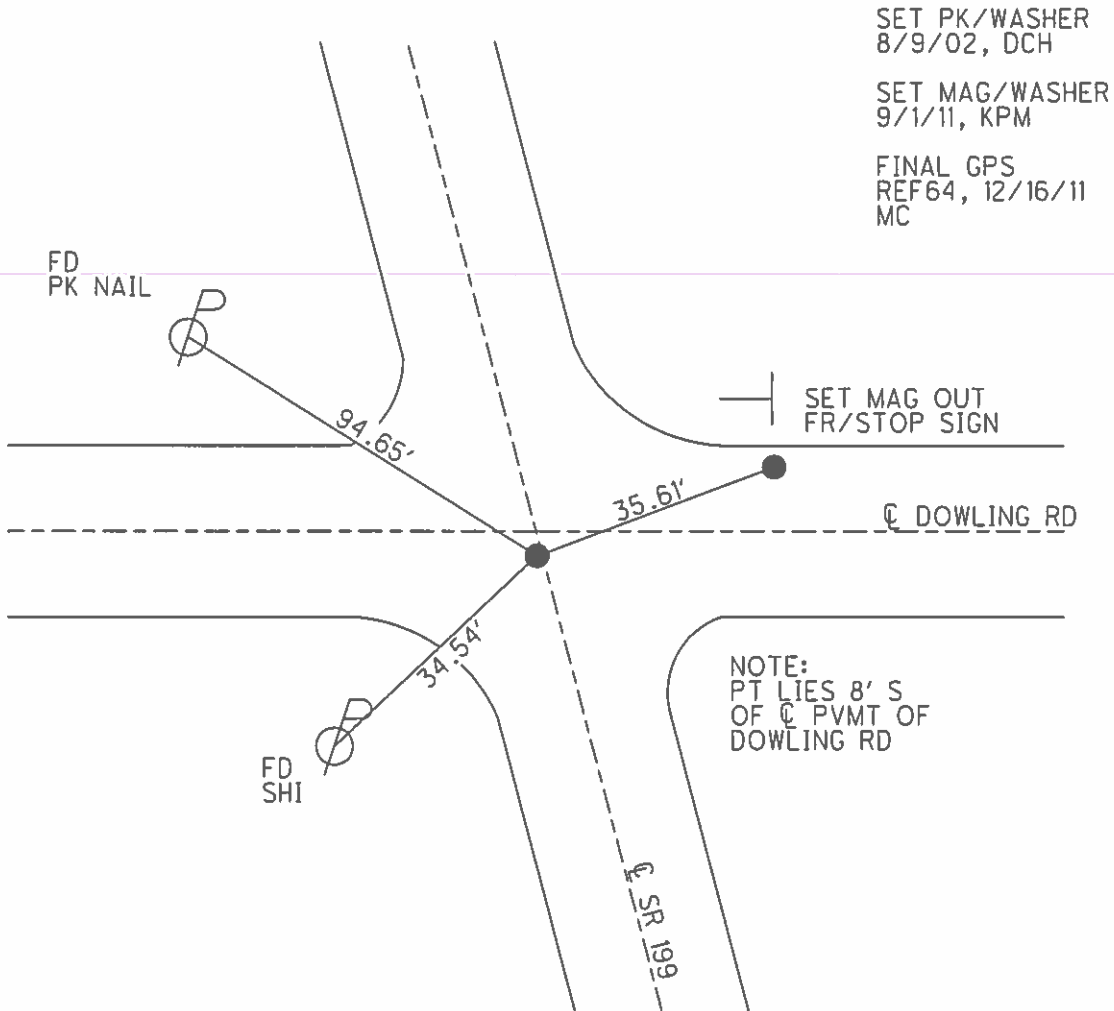 SET PK/WASHER
8/9/02, DCH
SET MAG/WASHER
9/1/11, KPM
FINAL GPS
REF64, 12/16/11
MC
FD
PK NAIL
94.65'
SET MAG OUT
FR/STOP SIGN
35.61'
℄ DOWLING RD
34.54'
NOTE:
PT LIES 8' S
OF ℄ PVMT OF
DOWLING RD
FD
SHI
℄ SR 199